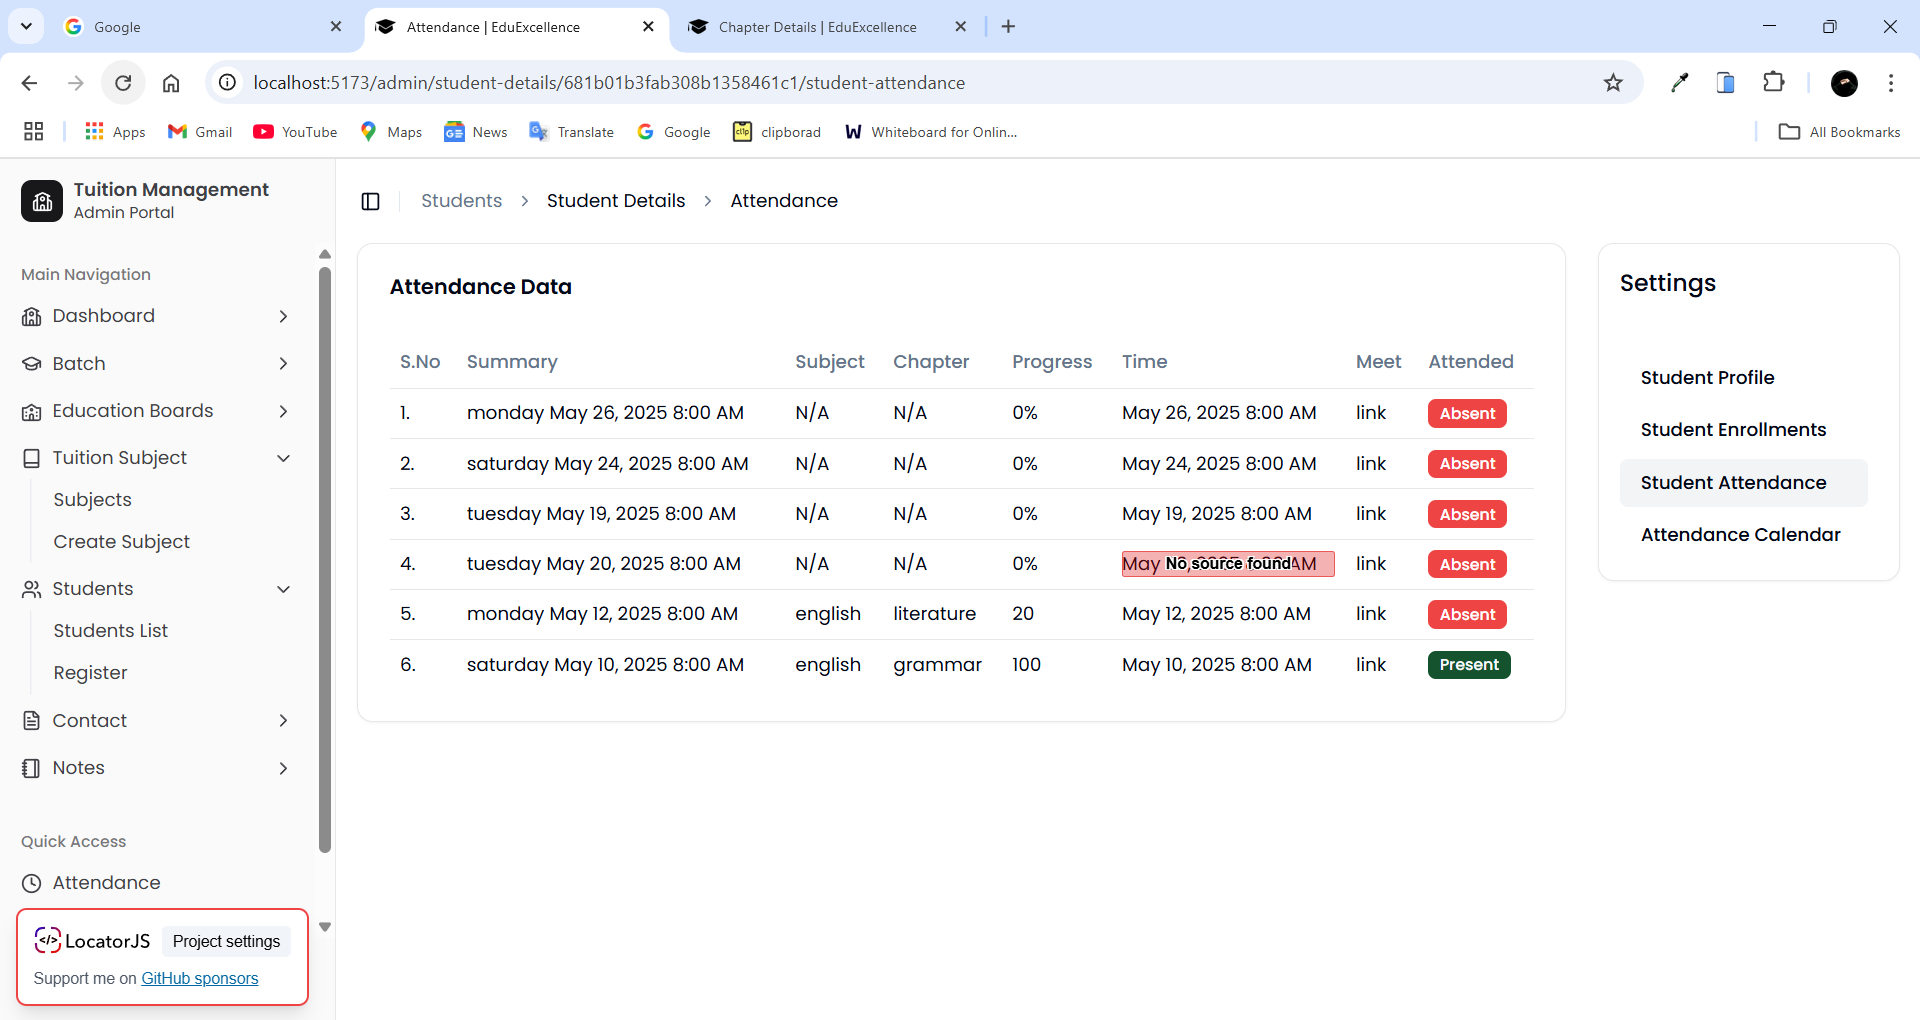 Google
Attendance | EduExcellence
Chapter Details | EduExcellence
localhost:5173/admin/student-details/681b01b3fab308b1358461c1/student-attendance
Apps
Gmail
YouTube
Maps
News
Translate
Google
clipborad
Whiteboard for Onlin...
All Bookmarks
Tuition Management
Admin Portal
Main Navigation
Dashboard
Batch
Education Boards
Tuition Subject
Subjects
Create Subject
Students
Students List
Register
Contact
Notes
Quick Access
Attendance
LocatorJS Project settings
Support me on GitHub sponsors
Students > Student Details > Attendance
Attendance Data
S.No Summary Subject Chapter Progress Time Meet Attended
1. monday May 26, 2025 8:00 AM N/A N/A 0% May 26, 2025 8:00 AM link Absent
2. saturday May 24, 2025 8:00 AM N/A N/A 0% May 24, 2025 8:00 AM link Absent
3. tuesday May 19, 2025 8:00 AM N/A N/A 0% May 19, 2025 8:00 AM link Absent
4. tuesday May 20, 2025 8:00 AM N/A N/A 0% May No source found AM link Absent
5. monday May 12, 2025 8:00 AM english literature 20 May 12, 2025 8:00 AM link Absent
6. saturday May 10, 2025 8:00 AM english grammar 100 May 10, 2025 8:00 AM link Present
Settings
Student Profile
Student Enrollments
Student Attendance
Attendance Calendar